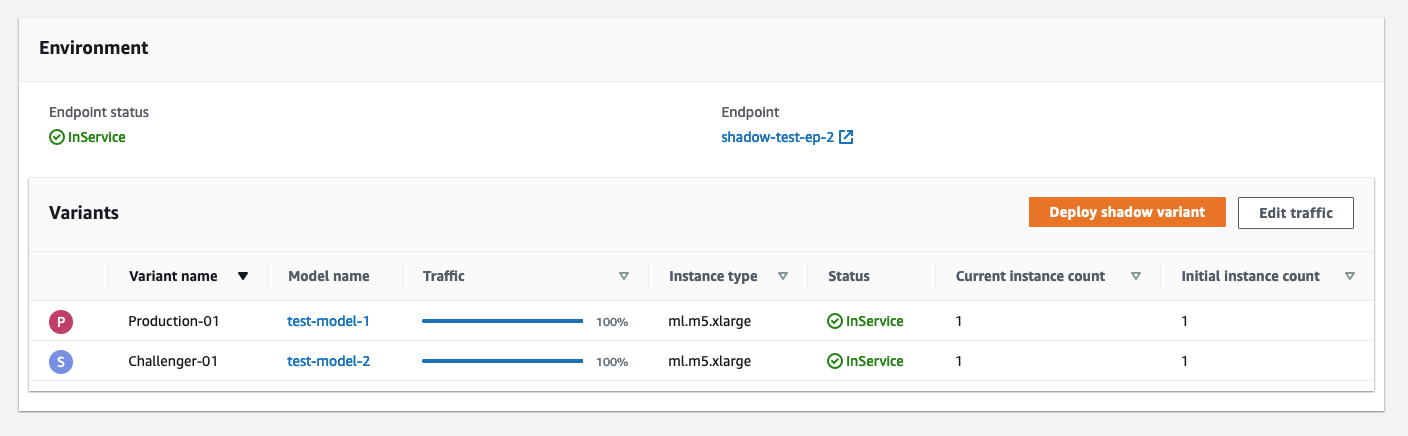 Environment
Endpoint status Endpoint
InService shadow-test-ep-2
Variants Deploy shadow variant Edit traffic
Variant name Model name Traffic Instance type Status Current instance count Initial instance count
P Production-01 test-model-1 100% ml.m5.xlarge InService 1 1
S Challenger-01 test-model-2 100% ml.m5.xlarge InService 1 1